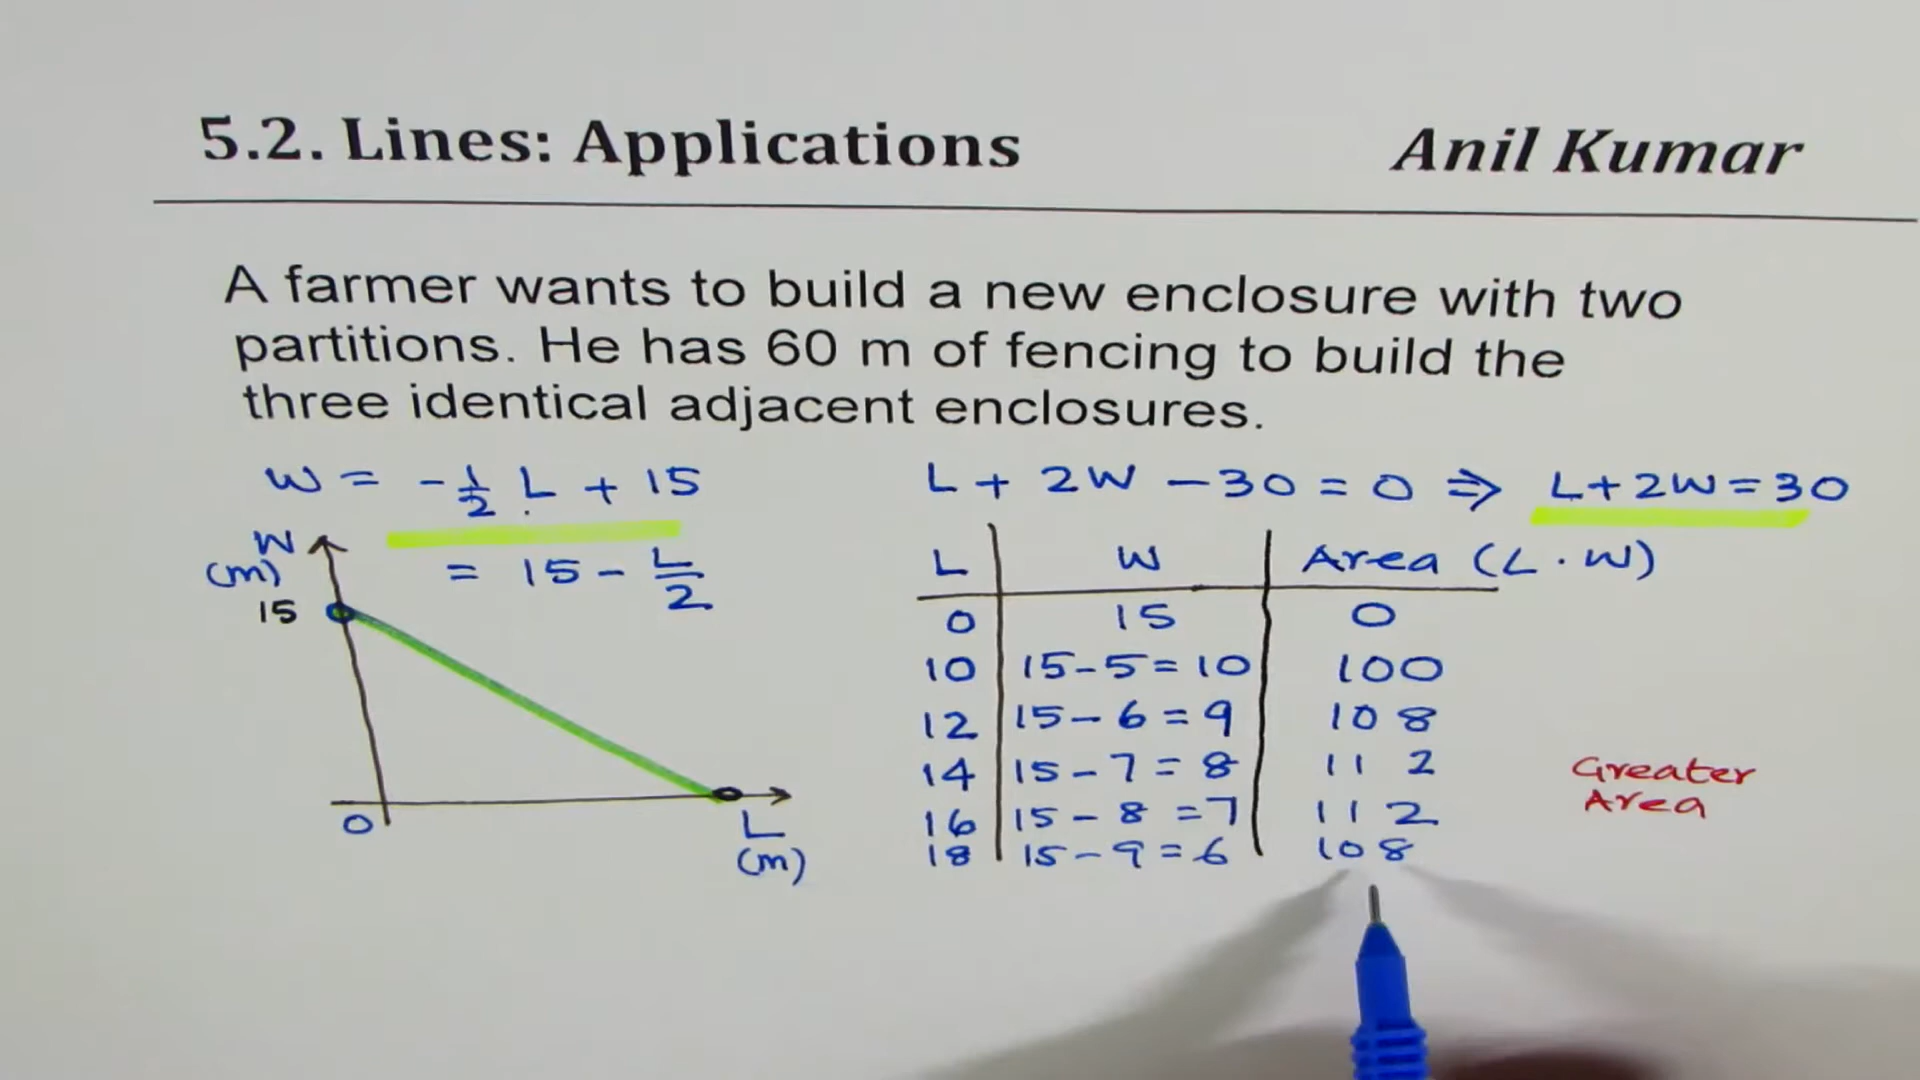 5.2. Lines: Applications Anil Kumar
A farmer wants to build a new enclosure with two
partitions. He has 60 m of fencing to build the
three identical adjacent enclosures.
W = -1/2 L + 15
= 15 - L/2
W
(m)
15
0
L
(m)
L + 2W - 30 = 0 ⇒ L + 2W = 30
L W Area (L · W)
0 15 0
10 15-5=10 100
12 15-6=9 108
14 15-7=8 112
16 15-8=7 112
18 15-9=6 108
Greater
Area